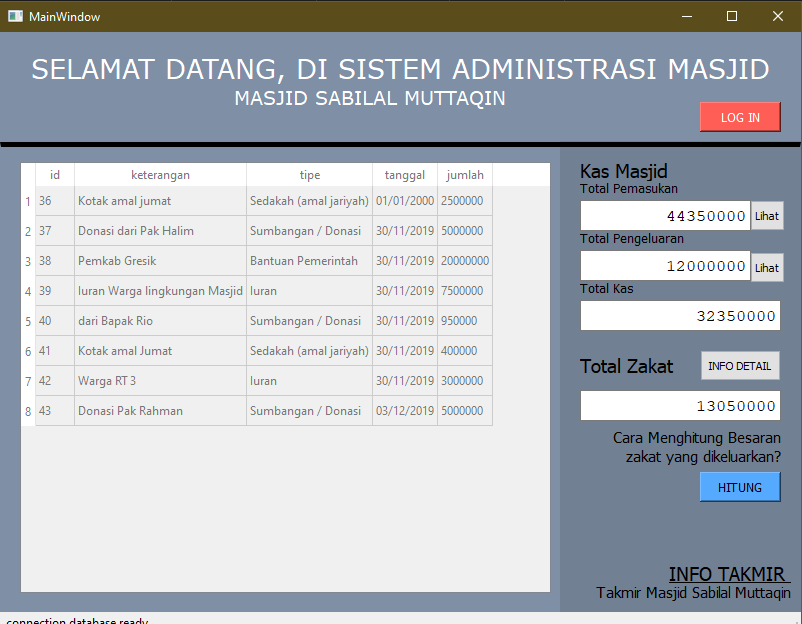 MainWindow
SELAMAT DATANG, DI SISTEM ADMINISTRASI MASJID
MASJID SABILAL MUTTAQIN
LOG IN
id keterangan tipe tanggal jumlah
1 36 Kotak amal jumat Sedakah (amal jariyah) 01/01/2000 2500000
2 37 Donasi dari Pak Halim Sumbangan / Donasi 30/11/2019 5000000
3 38 Pemkab Gresik Bantuan Pemerintah 30/11/2019 20000000
4 39 Iuran Warga lingkungan Masjid Iuran 30/11/2019 7500000
5 40 dari Bapak Rio Sumbangan / Donasi 30/11/2019 950000
6 41 Kotak amal Jumat Sedakah (amal jariyah) 30/11/2019 400000
7 42 Warga RT 3 Iuran 30/11/2019 3000000
8 43 Donasi Pak Rahman Sumbangan / Donasi 03/12/2019 5000000
Kas Masjid
Total Pemasukan
44350000 Lihat
Total Pengeluaran
12000000 Lihat
Total Kas
32350000
Total Zakat INFO DETAIL
13050000
Cara Menghitung Besaran
zakat yang dikeluarkan?
HITUNG
INFO TAKMIR
Takmir Masjid Sabilal Muttaqin
connection database ready